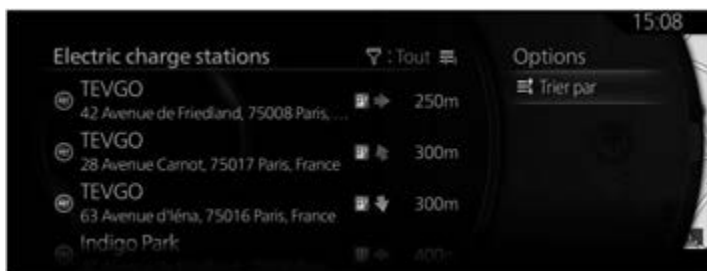 15:08
Electric charge stations
: Tout
Options
TEVGO
42 Avenue de Friedland, 75008 Paris, ...
250m
Trier par
TEVGO
28 Avenue Carnot, 75017 Paris, France
300m
TEVGO
63 Avenue d'Iéna, 75016 Paris, France
300m
Indigo Park
400m